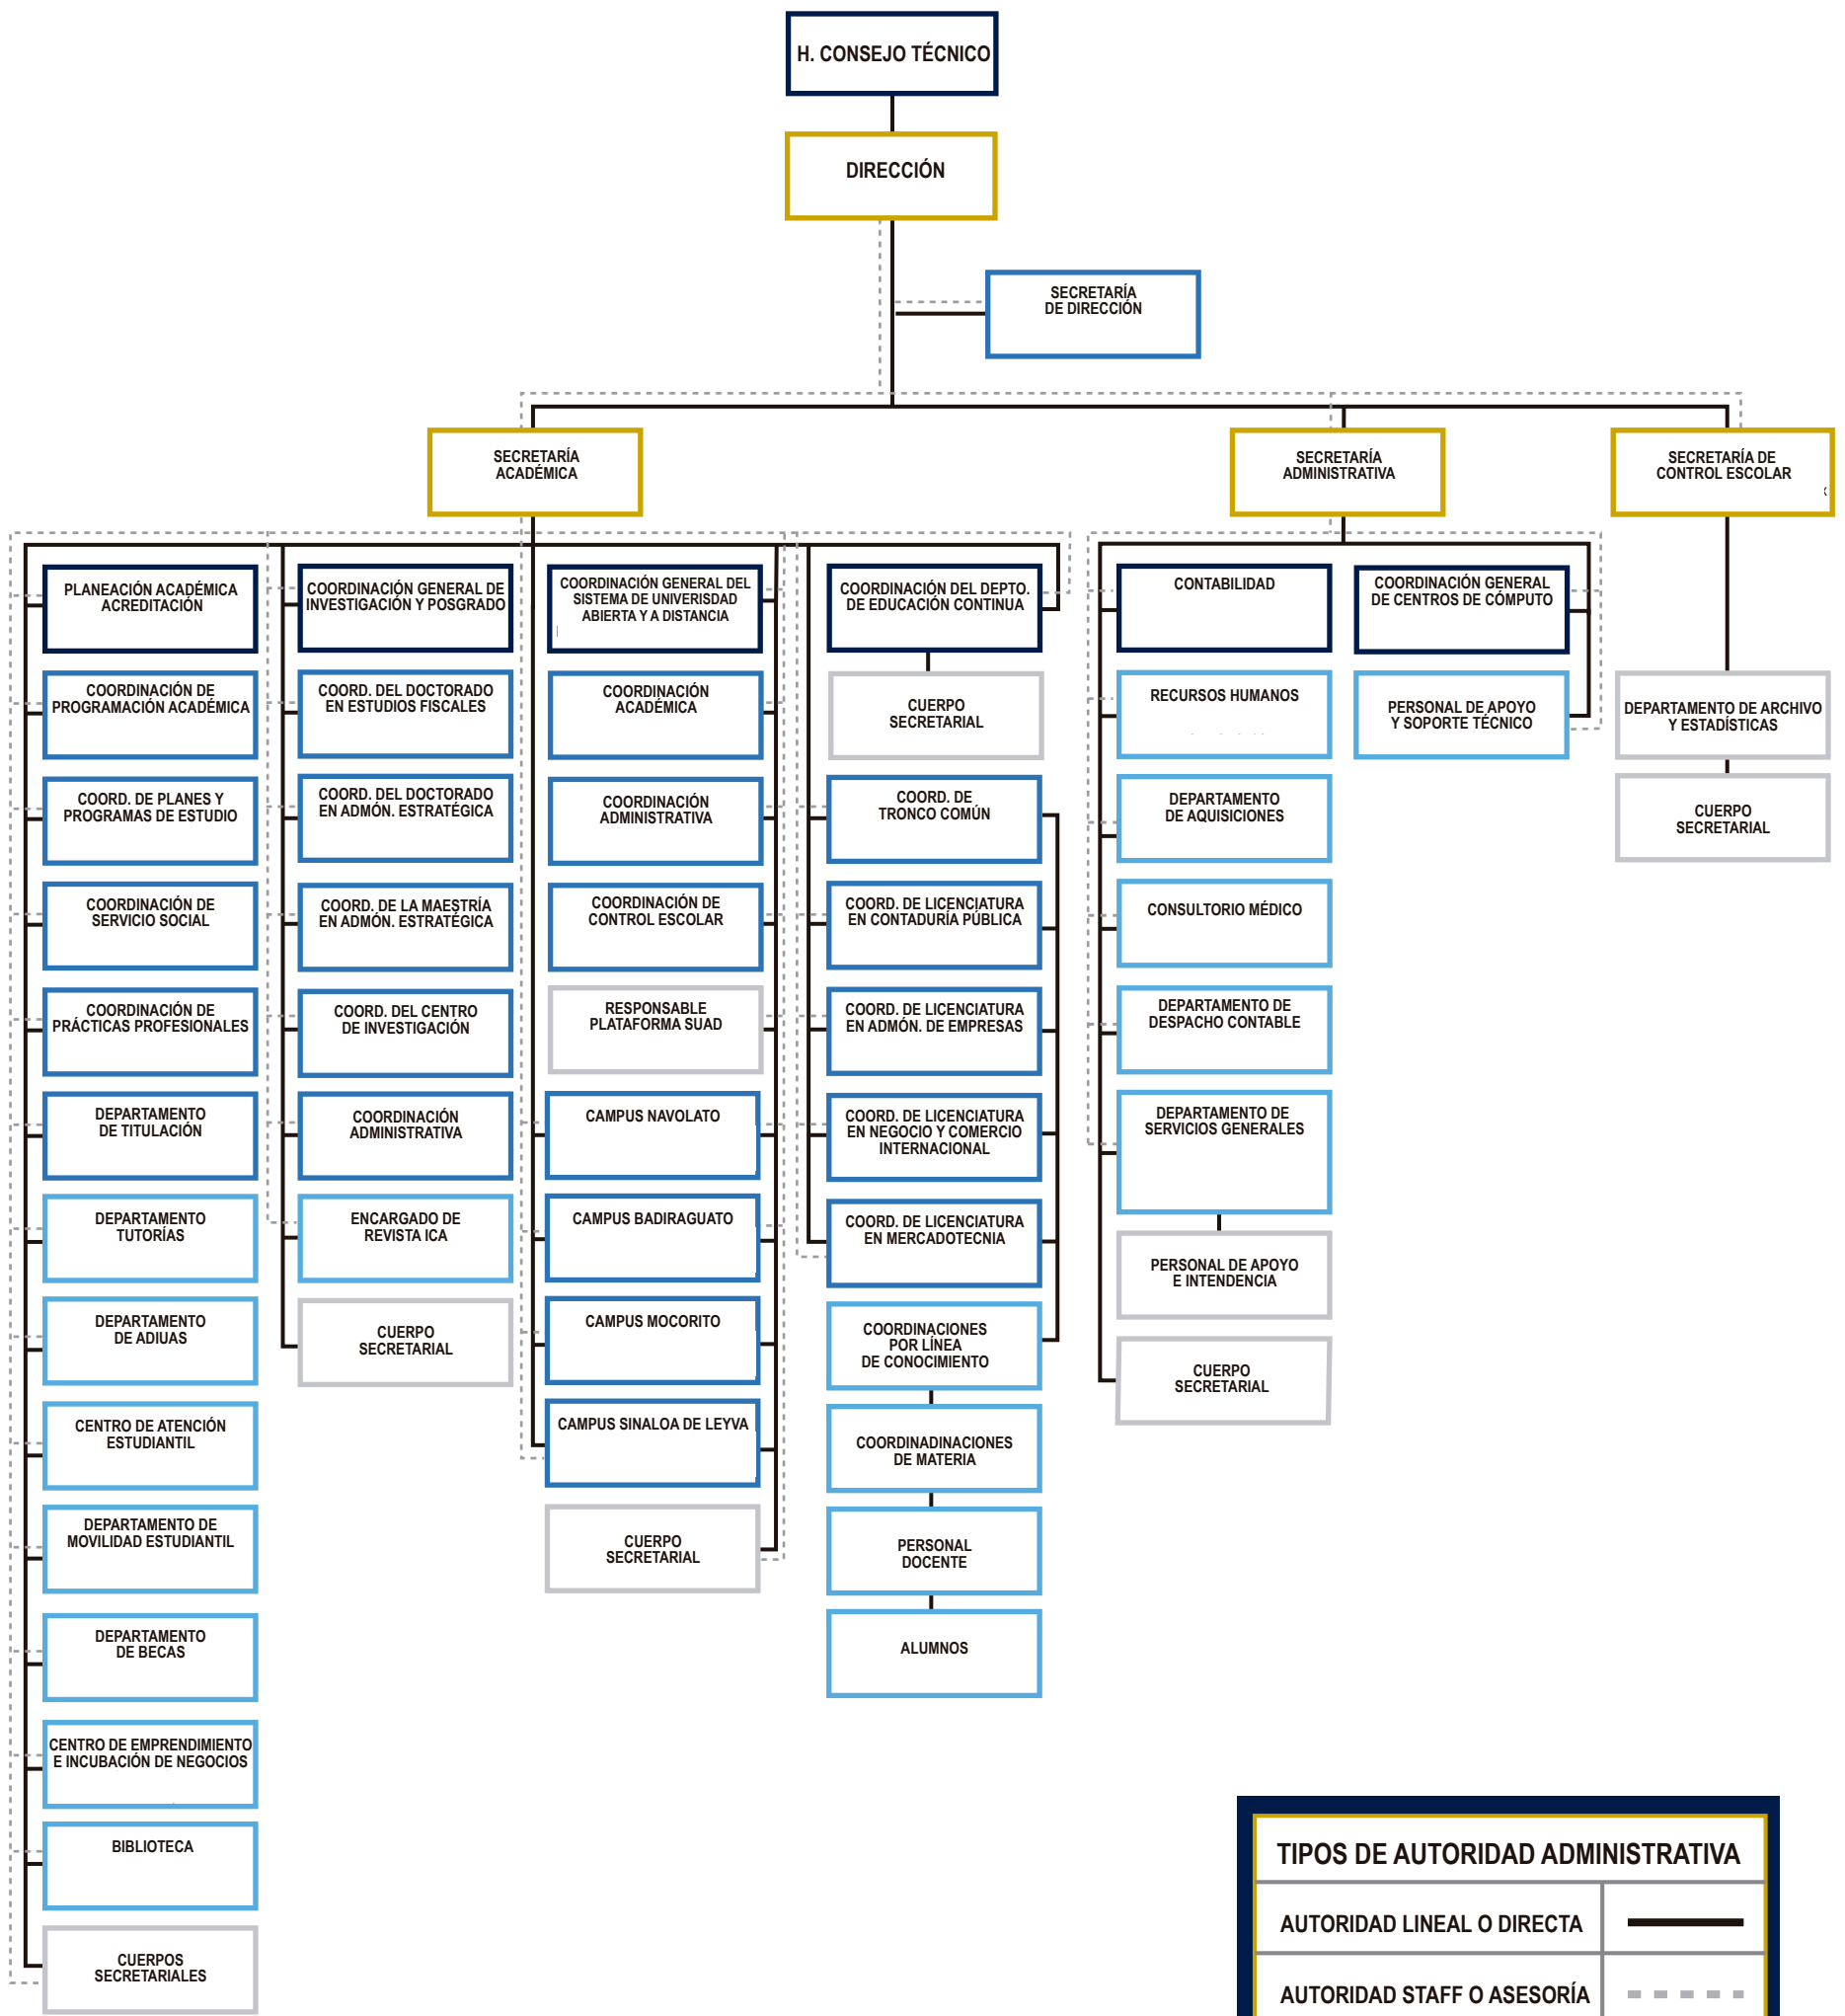 H. CONSEJO TÉCNICO
DIRECCIÓN
SECRETARÍA
DE DIRECCIÓN
SECRETARÍA
ACADÉMICA
SECRETARÍA
ADMINISTRATIVA
SECRETARÍA DE
CONTROL ESCOLAR
PLANEACIÓN ACADÉMICA
ACREDITACIÓN
COORDINACIÓN DE
PROGRAMACIÓN ACADÉMICA
COORD. DE PLANES Y
PROGRAMAS DE ESTUDIO
COORDINACIÓN DE
SERVICIO SOCIAL
COORDINACIÓN DE
PRÁCTICAS PROFESIONALES
DEPARTAMENTO
DE TITULACIÓN
DEPARTAMENTO
TUTORÍAS
DEPARTAMENTO
DE ADIUAS
CENTRO DE ATENCIÓN
ESTUDIANTIL
DEPARTAMENTO DE
MOVILIDAD ESTUDIANTIL
DEPARTAMENTO
DE BECAS
CENTRO DE EMPRENDIMIENTO
E INCUBACIÓN DE NEGOCIOS
BIBLIOTECA
CUERPOS
SECRETARIALES
COORDINACIÓN GENERAL DE
INVESTIGACIÓN Y POSGRADO
COORD. DEL DOCTORADO
EN ESTUDIOS FISCALES
COORD. DEL DOCTORADO
EN ADMÓN. ESTRATÉGICA
COORD. DE LA MAESTRÍA
EN ADMÓN. ESTRATÉGICA
COORD. DEL CENTRO
DE INVESTIGACIÓN
COORDINACIÓN
ADMINISTRATIVA
ENCARGADO DE
REVISTA ICA
CUERPO
SECRETARIAL
COORDINACIÓN GENERAL DEL
SISTEMA DE UNIVERISDAD
ABIERTA Y A DISTANCIA
COORDINACIÓN
ACADÉMICA
COORDINACIÓN
ADMINISTRATIVA
COORDINACIÓN DE
CONTROL ESCOLAR
RESPONSABLE
PLATAFORMA SUAD
CAMPUS NAVOLATO
CAMPUS BADIRAGUATO
CAMPUS MOCORITO
CAMPUS SINALOA DE LEYVA
CUERPO
SECRETARIAL
COORDINACIÓN DEL DEPTO.
DE EDUCACIÓN CONTINUA
CUERPO
SECRETARIAL
COORD. DE
TRONCO COMÚN
COORD. DE LICENCIATURA
EN CONTADURÍA PÚBLICA
COORD. DE LICENCIATURA
EN ADMÓN. DE EMPRESAS
COORD. DE LICENCIATURA
EN NEGOCIO Y COMERCIO
INTERNACIONAL
COORD. DE LICENCIATURA
EN MERCADOTECNIA
COORDINACIONES
POR LÍNEA
DE CONOCIMIENTO
COORDINADINACIONES
DE MATERIA
PERSONAL
DOCENTE
ALUMNOS
CONTABILIDAD
RECURSOS HUMANOS
DEPARTAMENTO
DE AQUISICIONES
CONSULTORIO MÉDICO
DEPARTAMENTO DE
DESPACHO CONTABLE
DEPARTAMENTO DE
SERVICIOS GENERALES
PERSONAL DE APOYO
E INTENDENCIA
CUERPO
SECRETARIAL
COORDINACIÓN GENERAL
DE CENTROS DE CÓMPUTO
PERSONAL DE APOYO
Y SOPORTE TÉCNICO
DEPARTAMENTO DE ARCHIVO
Y ESTADÍSTICAS
CUERPO
SECRETARIAL
TIPOS DE AUTORIDAD ADMINISTRATIVA
AUTORIDAD LINEAL O DIRECTA
AUTORIDAD STAFF O ASESORÍA